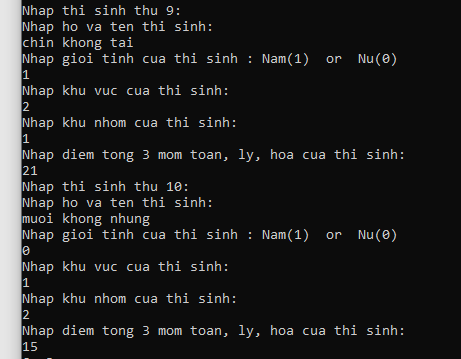 Nhap thi sinh thu 9:
Nhap ho va ten thi sinh:
chin khong tai
Nhap gioi tinh cua thi sinh : Nam(1)  or  Nu(0)
1
Nhap khu vuc cua thi sinh:
2
Nhap khu nhom cua thi sinh:
1
Nhap diem tong 3 mom toan, ly, hoa cua thi sinh:
21
Nhap thi sinh thu 10:
Nhap ho va ten thi sinh:
muoi khong nhung
Nhap gioi tinh cua thi sinh : Nam(1)  or  Nu(0)
0
Nhap khu vuc cua thi sinh:
1
Nhap khu nhom cua thi sinh:
2
Nhap diem tong 3 mom toan, ly, hoa cua thi sinh:
15